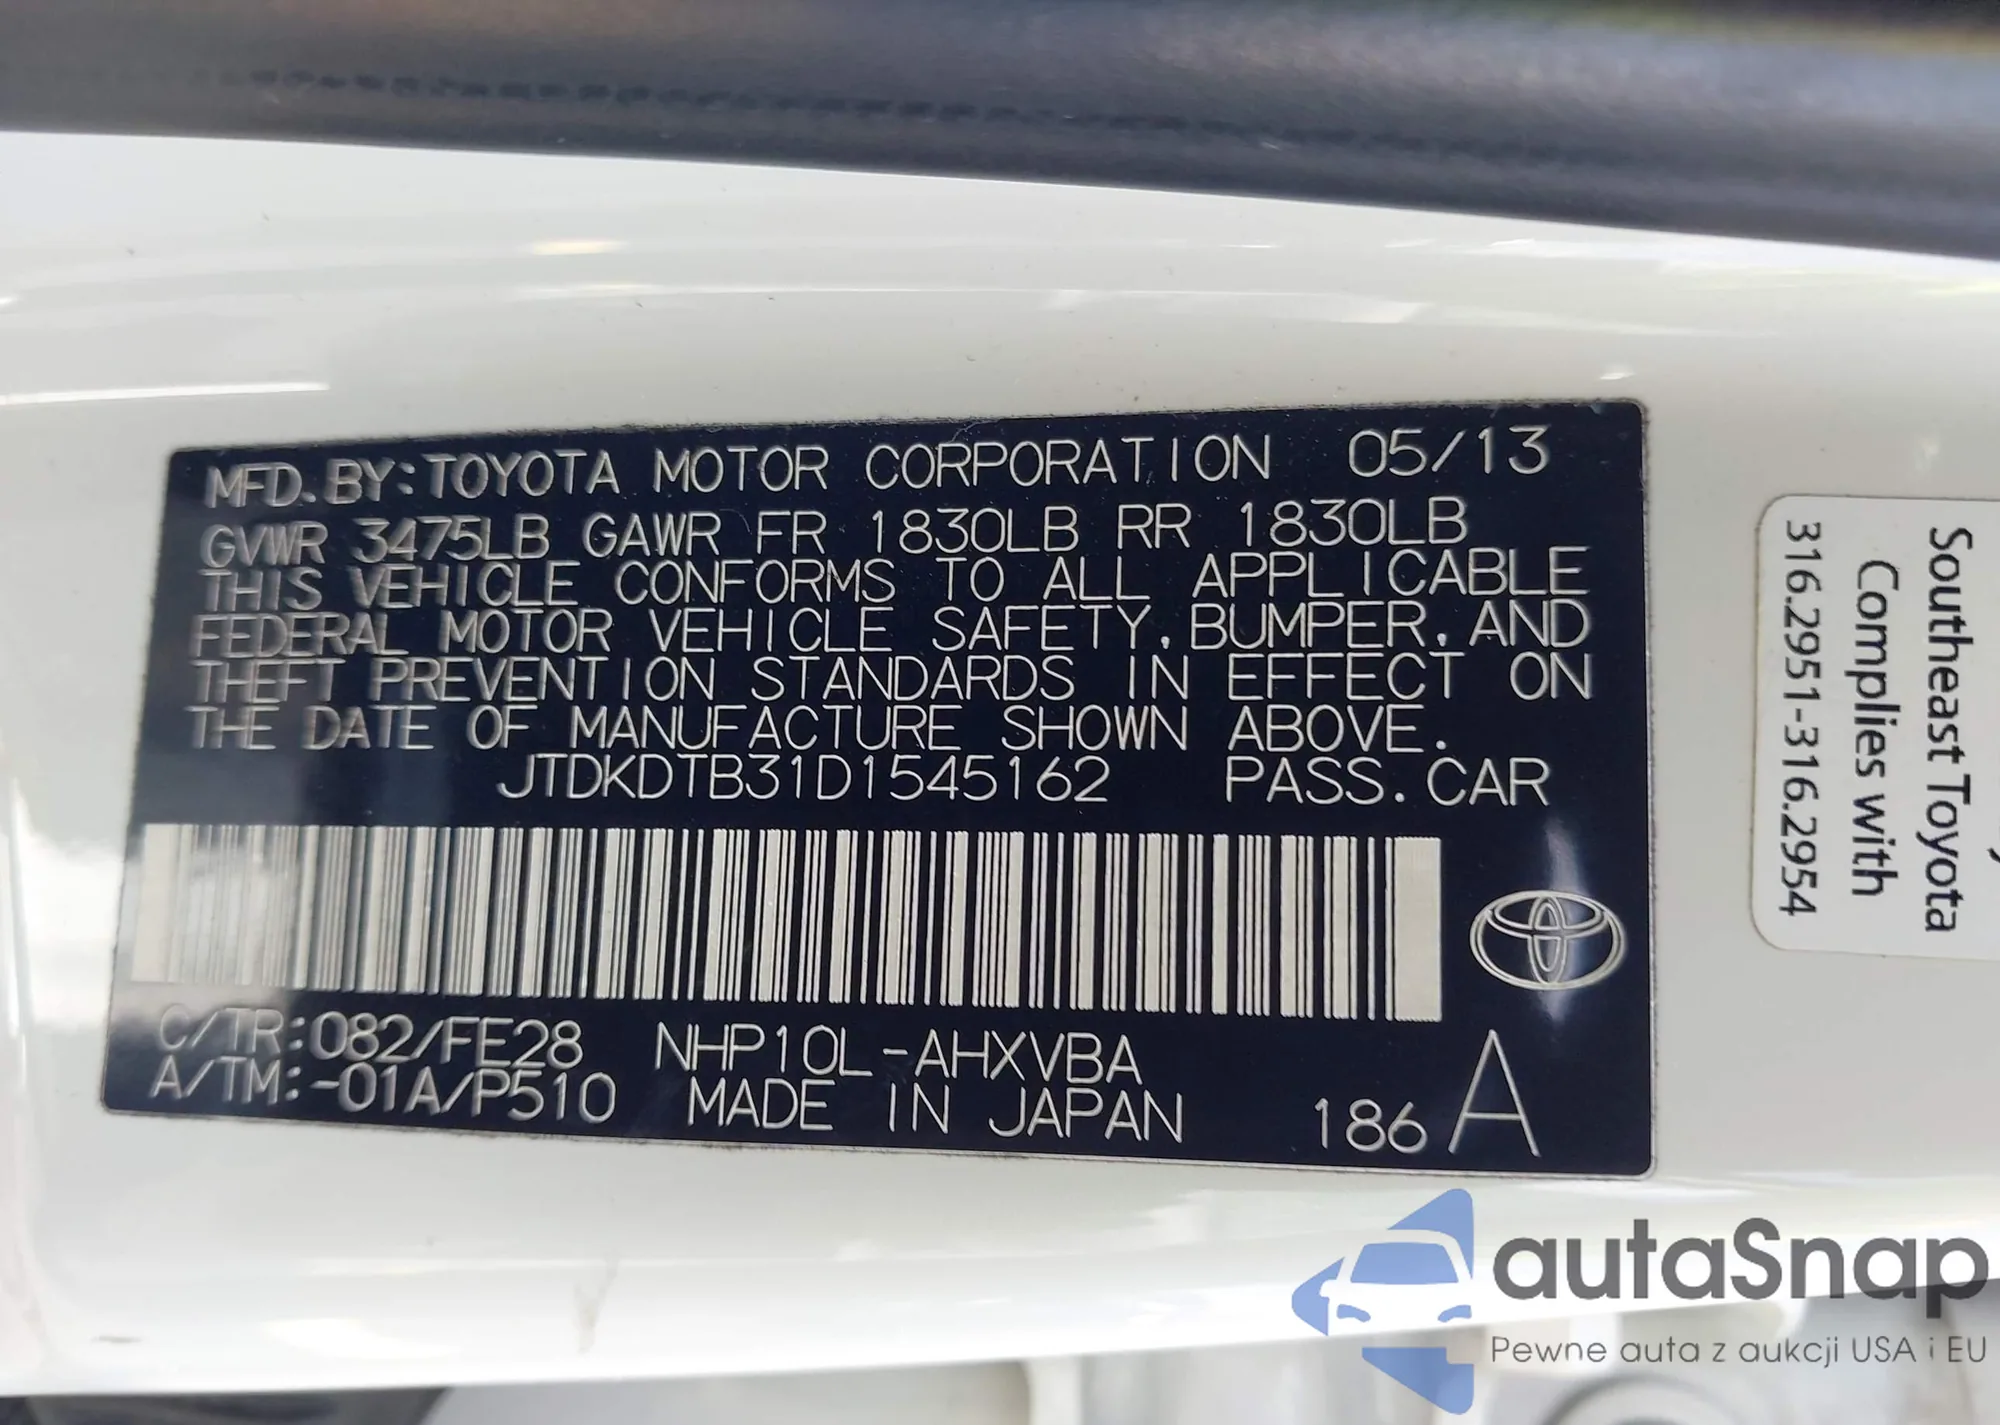 MFD. BY: TOYOTA MOTOR CORPORATION 05/13
GVWR 3475LB GAWR FR 1830LB RR 1830LB
THIS VEHICLE CONFORMS TO ALL APPLICABLE
FEDERAL MOTOR VEHICLE SAFETY, BUMPER, AND
THEFT PREVENTION STANDARDS IN EFFECT ON
THE DATE OF MANUFACTURE SHOWN ABOVE.
JTDKDTB31D1545162 PASS. CAR
C/TR: 082/FE28 NHP10L-AHXVBA
A/TM: -01A/P510 MADE IN JAPAN 186 A
Southeast Toyota
Complies with
316.2951-316.2954
autaSnap
Pewne auta z aukcji USA i EU